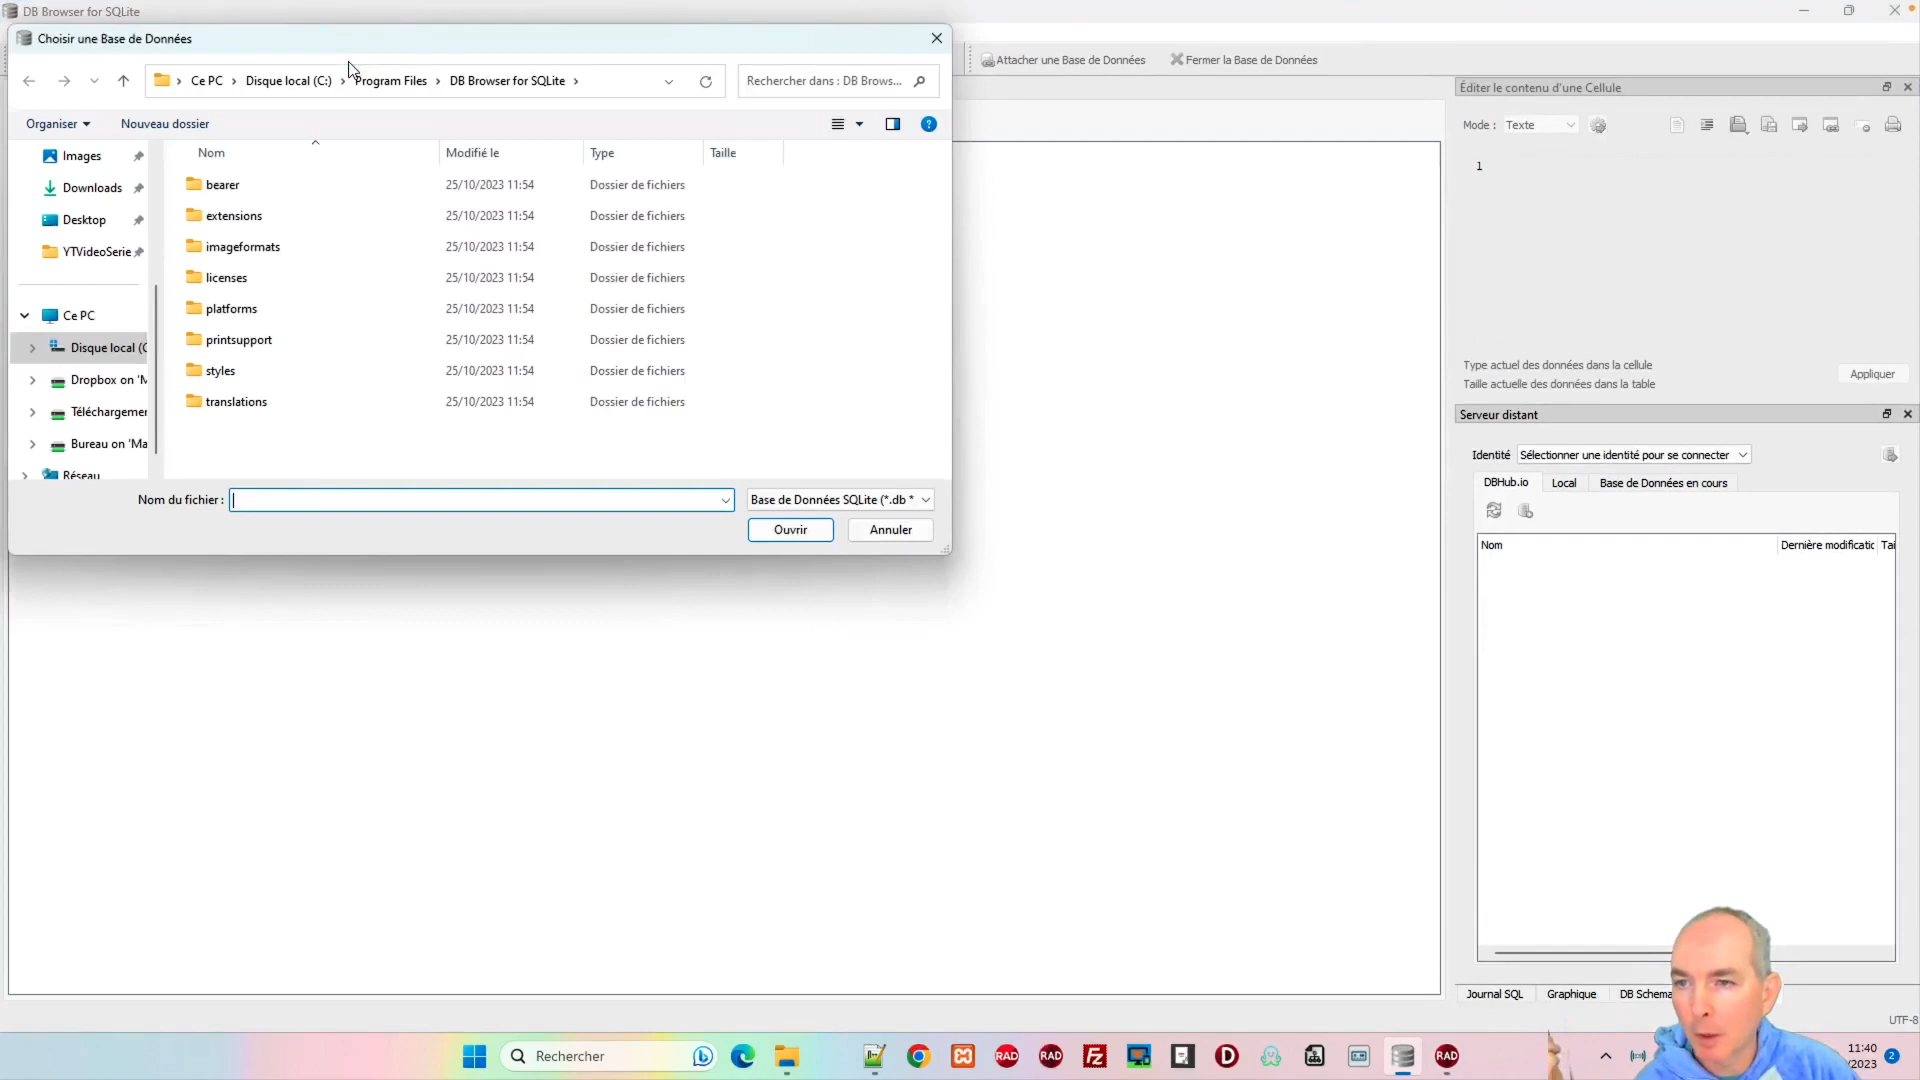 DB Browser for SQLite
Choisir une Base de Données
Ce PC
Disque local (C:)
Program Files
DB Browser for SQLite
Rechercher dans : DB Brows...
Attacher une Base de Données
Fermer la Base de Données
Organiser
Nouveau dossier
Nom
Modifié le
Type
Taille
Images
Downloads
Desktop
YTVideoSerie
Ce PC
Disque local (C
Dropbox on 'M
Téléchargemer
Bureau on 'Ma
Réseau
bearer 25/10/2023 11:54 Dossier de fichiers
extensions 25/10/2023 11:54 Dossier de fichiers
imageformats 25/10/2023 11:54 Dossier de fichiers
licenses 25/10/2023 11:54 Dossier de fichiers
platforms 25/10/2023 11:54 Dossier de fichiers
printsupport 25/10/2023 11:54 Dossier de fichiers
styles 25/10/2023 11:54 Dossier de fichiers
translations 25/10/2023 11:54 Dossier de fichiers
Nom du fichier :
Base de Données SQLite (*.db *
Ouvrir
Annuler
Éditer le contenu d'une Cellule
Mode : Texte
1
Type actuel des données dans la cellule
Taille actuelle des données dans la table
Appliquer
Serveur distant
Identité Sélectionner une identité pour se connecter
DBHub.io
Local
Base de Données en cours
Nom
Dernière modificatic
Tai
Journal SQL
Graphique
DB Schema
UTF-8
Rechercher
RAD
RAD
FZ
D
RAD
11:40
/2023
2